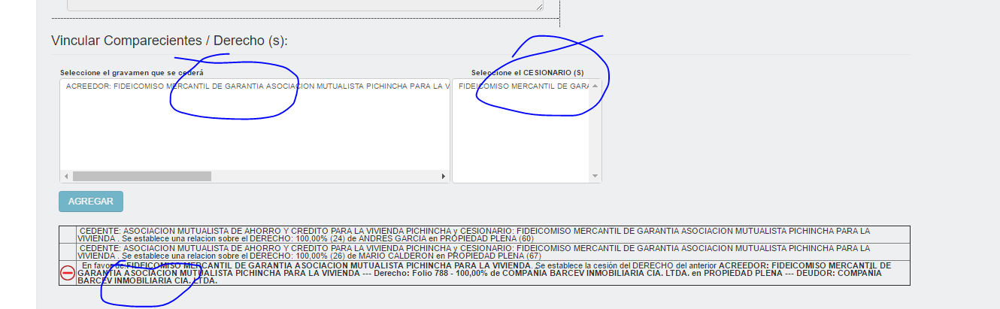 Vincular Comparecientes / Derecho (s):
Seleccione el gravamen que se cederá
Seleccione el CESIONARIO (S)
ACREEDOR: FIDEICOMISO MERCANTIL DE GARANTIA ASOCIACION MUTUALISTA PICHINCHA PARA LA V
FIDEICOMISO MERCANTIL DE GARA
AGREGAR
CEDENTE: ASOCIACION MUTUALISTA DE AHORRO Y CREDITO PARA LA VIVIENDA PICHINCHA y CESIONARIO: FIDEICOMISO MERCANTIL DE GARANTIA ASOCIACION MUTUALISTA PICHINCHA PARA LA
VIVIENDA . Se establece una relacion sobre el DERECHO: 100,00% (24) de ANDRES GARCIA en PROPIEDAD PLENA (60)
CEDENTE: ASOCIACION MUTUALISTA DE AHORRO Y CREDITO PARA LA VIVIENDA PICHINCHA y CESIONARIO: FIDEICOMISO MERCANTIL DE GARANTIA ASOCIACION MUTUALISTA PICHINCHA PARA LA
VIVIENDA . Se establece una relacion sobre el DERECHO: 100,00% (26) de MARIO CALDERON en PROPIEDAD PLENA (67)
En favor de:FIDEICOMISO MERCANTIL DE GARANTIA ASOCIACION MUTUALISTA PICHINCHA PARA LA VIVIENDA. Se establece la cesión del DERECHO del anterior ACREEDOR: FIDEICOMISO MERCANTIL DE
GARANTIA ASOCIACION MUTUALISTA PICHINCHA PARA LA VIVIENDA --- Derecho: Folio 788 - 100,00% de COMPAÑIA BARCEV INMOBILIARIA CIA. LTDA. en PROPIEDAD PLENA --- DEUDOR: COMPAÑIA
BARCEV INMOBILIARIA CIA. LTDA.